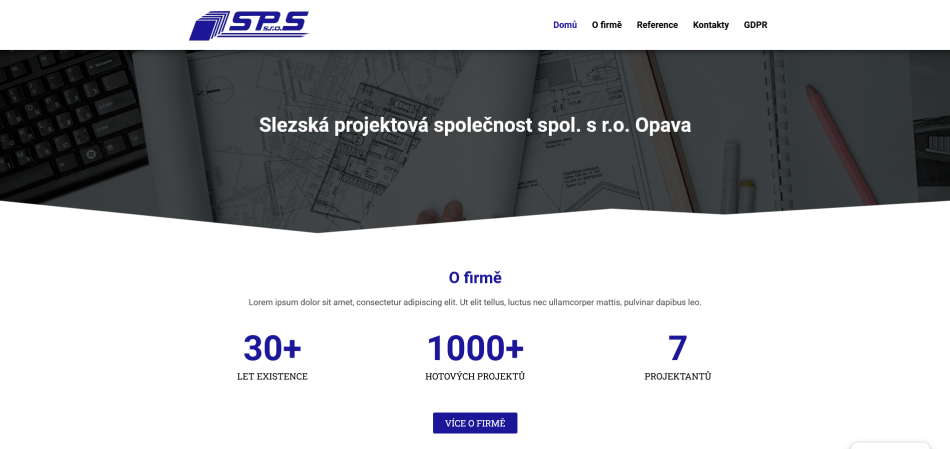 SPS
s.r.o.
Domů O firmě Reference Kontakty GDPR
Slezská projektová společnost spol. s r.o. Opava
O firmě
Lorem ipsum dolor sit amet, consectetur adipiscing elit. Ut elit tellus, luctus nec ullamcorper mattis, pulvinar dapibus leo.
30+ 1000+ 7
LET EXISTENCE HOTOVÝCH PROJEKTŮ PROJEKTANTŮ
VÍCE O FIRMĚ